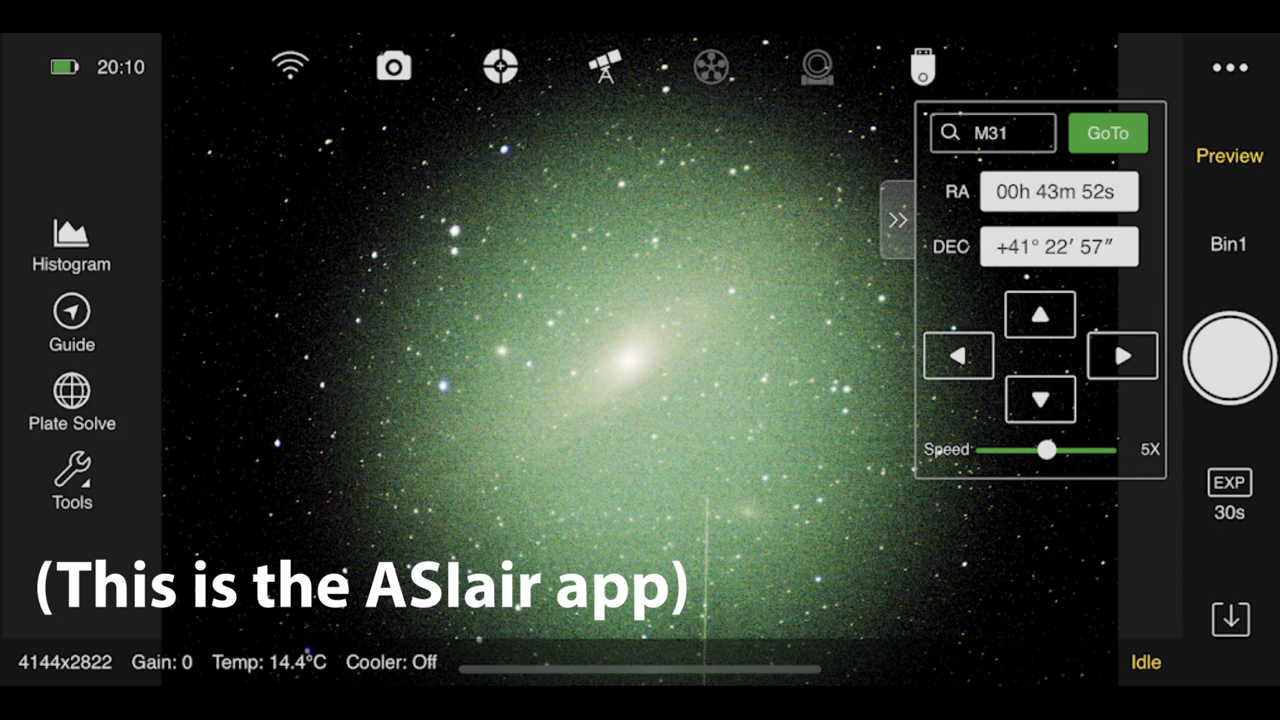 20:10
M31
GoTo
RA
00h 43m 52s
DEC
+41° 22′ 57″
Speed
5X
Histogram
Guide
Plate Solve
Tools
Preview
Bin1
EXP
30s
(This is the ASIair app)
4144x2822 Gain: 0 Temp: 14.4°C Cooler: Off
Idle